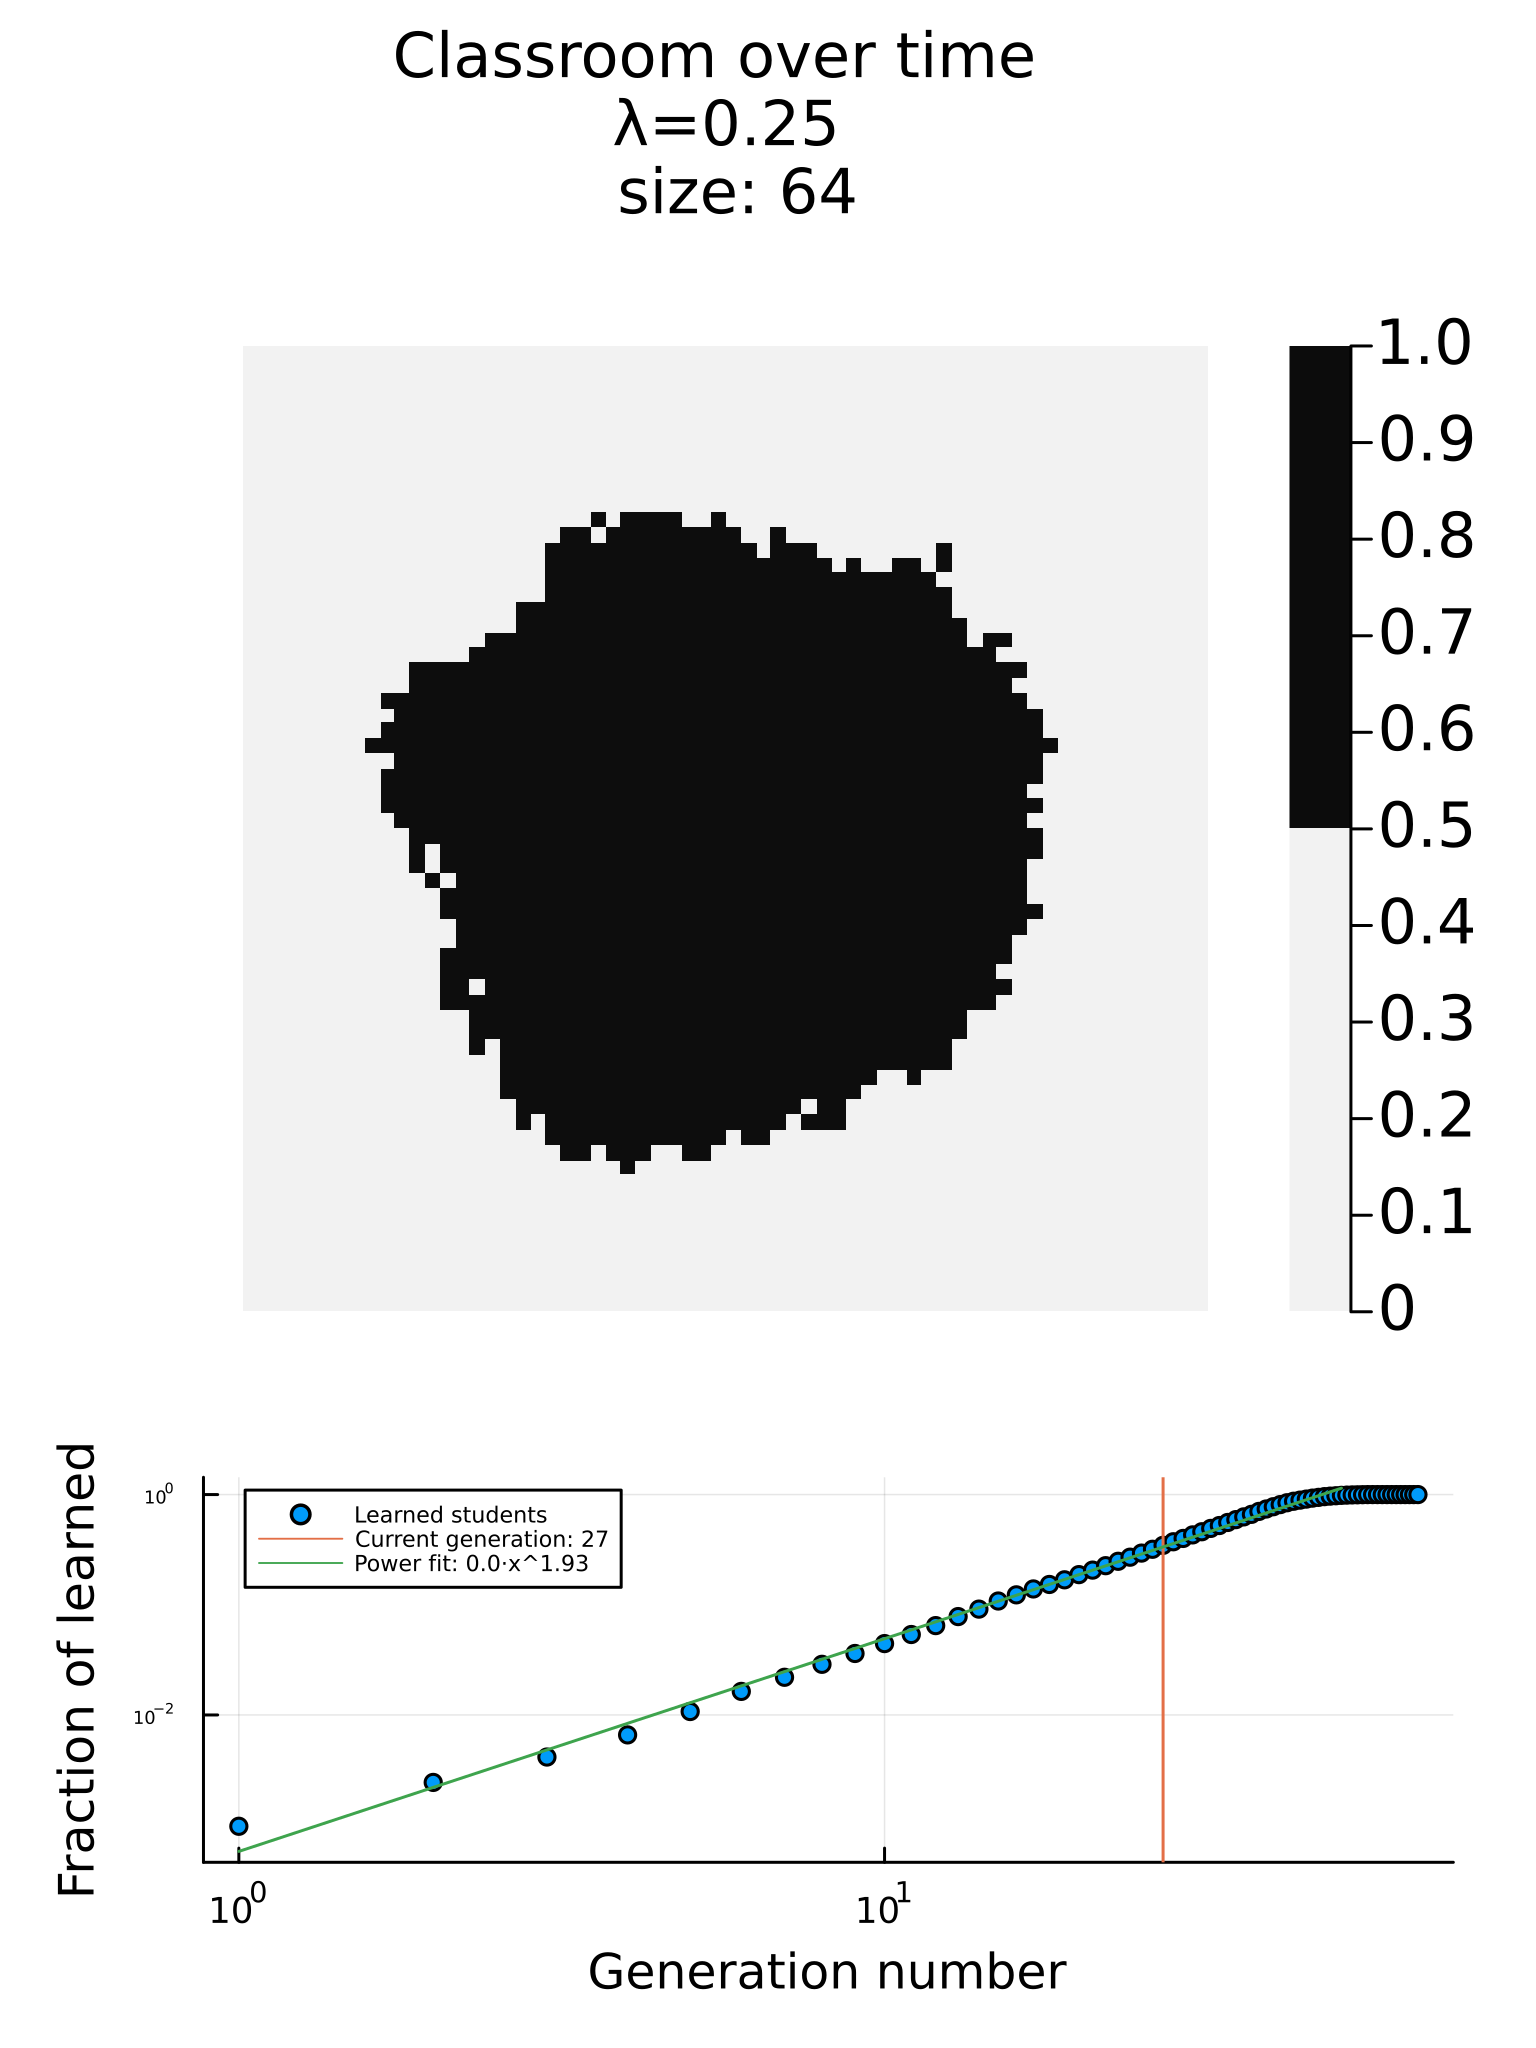 Classroom over time
λ=0.25
size: 64
1.0
0.9
0.8
0.7
0.6
0.5
0.4
0.3
0.2
0.1
0
Fraction of learned
10^0
10^−2
Learned students
Current generation: 27
Power fit: 0.0·x^1.93
10^0
10^1
Generation number